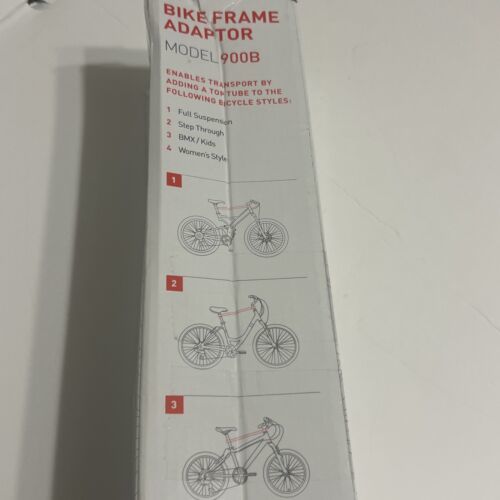 BIKE FRAME
ADAPTOR
MODEL 900B
ENABLES TRANSPORT BY
ADDING A TOP TUBE TO THE
FOLLOWING BICYCLE STYLES:
1 Full Suspension
2 Step Through
3 BMX / Kids
4 Women's Style
1
2
3